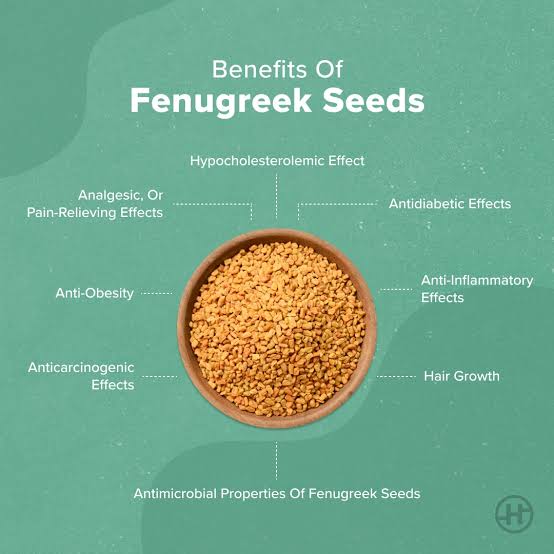 Benefits Of
Fenugreek Seeds
Hypocholesterolemic Effect
Analgesic, Or
Pain-Relieving Effects
Antidiabetic Effects
Anti-Obesity
Anti-Inflammatory
Effects
Anticarcinogenic
Effects
Hair Growth
Antimicrobial Properties Of Fenugreek Seeds
H